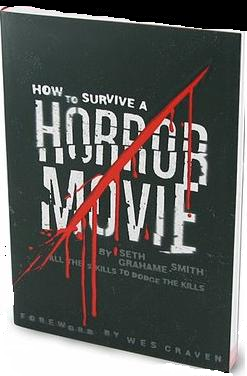 HOW TO SURVIVE A
HORROR
MOVIE
BY SETH
GRAHAME SMITH
ALL THE SKILLS TO DODGE THE KILLS
FOREWORD BY WES CRAVEN